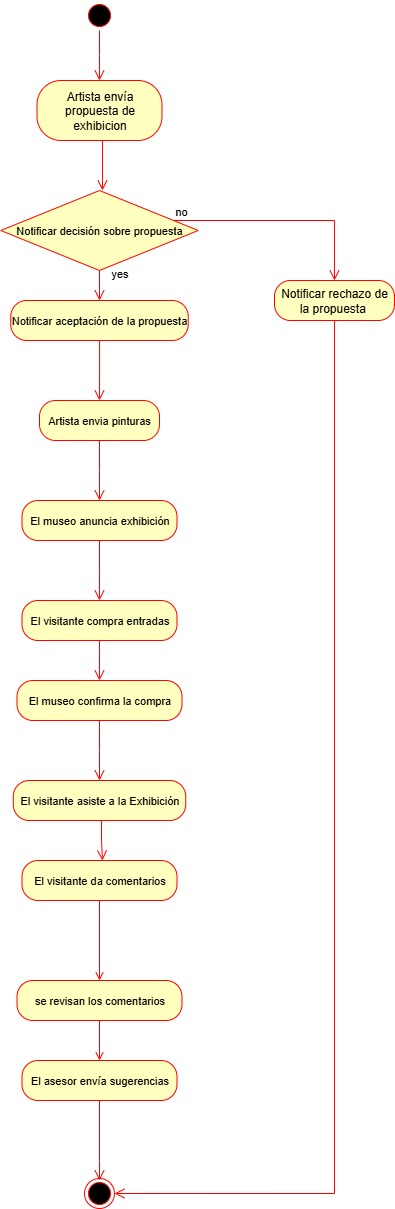 Artista envía
propuesta de
exhibicion
no
Notificar decisión sobre propuesta
yes
Notificar rechazo de
la propuesta
Notificar aceptación de la propuesta
Artista envia pinturas
El museo anuncia exhibición
El visitante compra entradas
El museo confirma la compra
El visitante asiste a la Exhibición
El visitante da comentarios
se revisan los comentarios
El asesor envía sugerencias